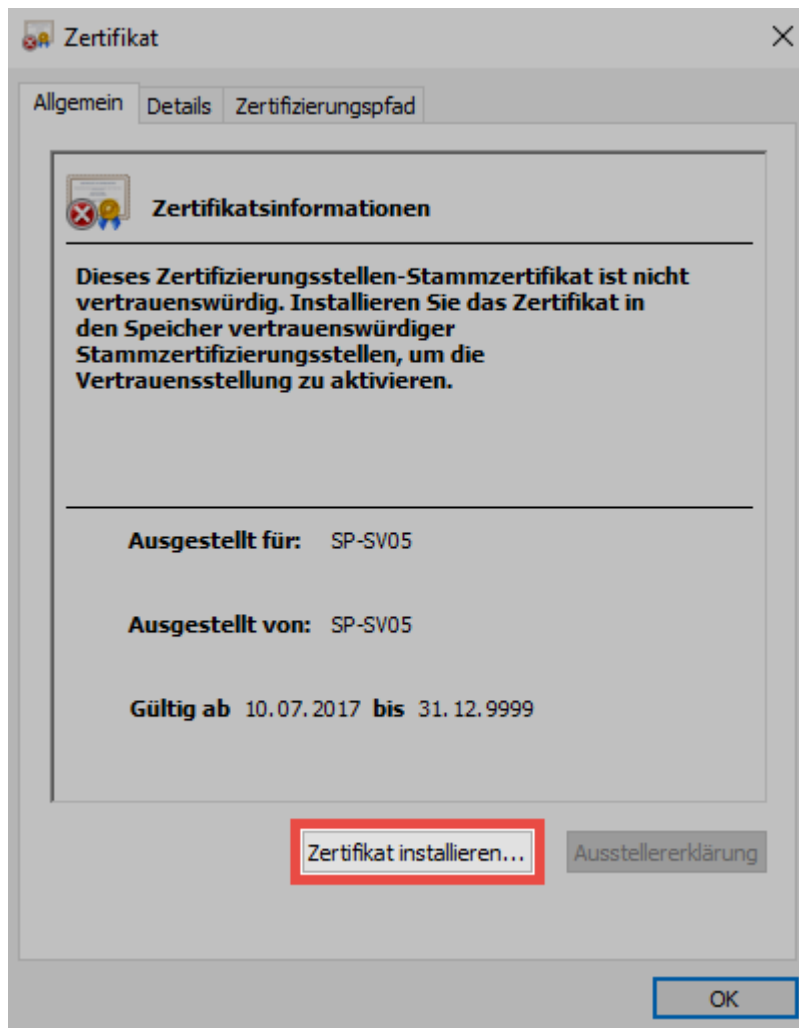 Zertifikat
Allgemein Details Zertifizierungspfad
Zertifikatsinformationen
Dieses Zertifizierungsstellen-Stammzertifikat ist nicht
vertrauenswürdig. Installieren Sie das Zertifikat in
den Speicher vertrauenswürdiger
Stammzertifizierungsstellen, um die
Vertrauensstellung zu aktivieren.
Ausgestellt für: SP-SV05
Ausgestellt von: SP-SV05
Gültig ab 10.07.2017 bis 31.12.9999
Zertifikat installieren... Ausstellererklärung
OK